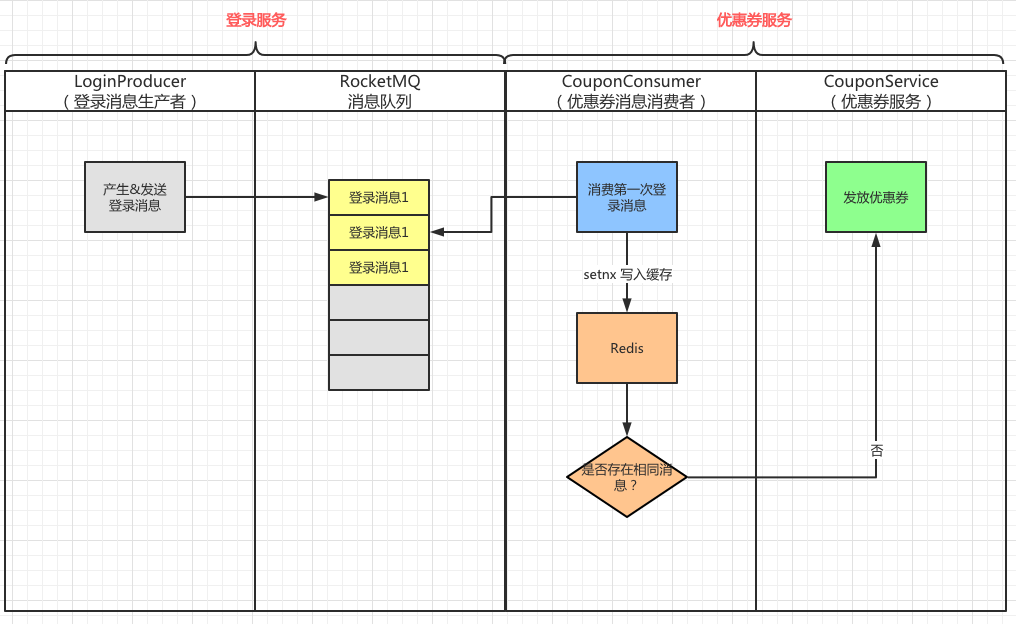 登录服务
优惠券服务
LoginProducer
（登录消息生产者）
RocketMQ
消息队列
CouponConsumer
（优惠券消息消费者）
CouponService
（优惠券服务）
产生&发送
登录消息
登录消息1
登录消息1
登录消息1
消费第一次登
录消息
setnx 写入缓存
Redis
是否存在相同消
息？
否
发放优惠券